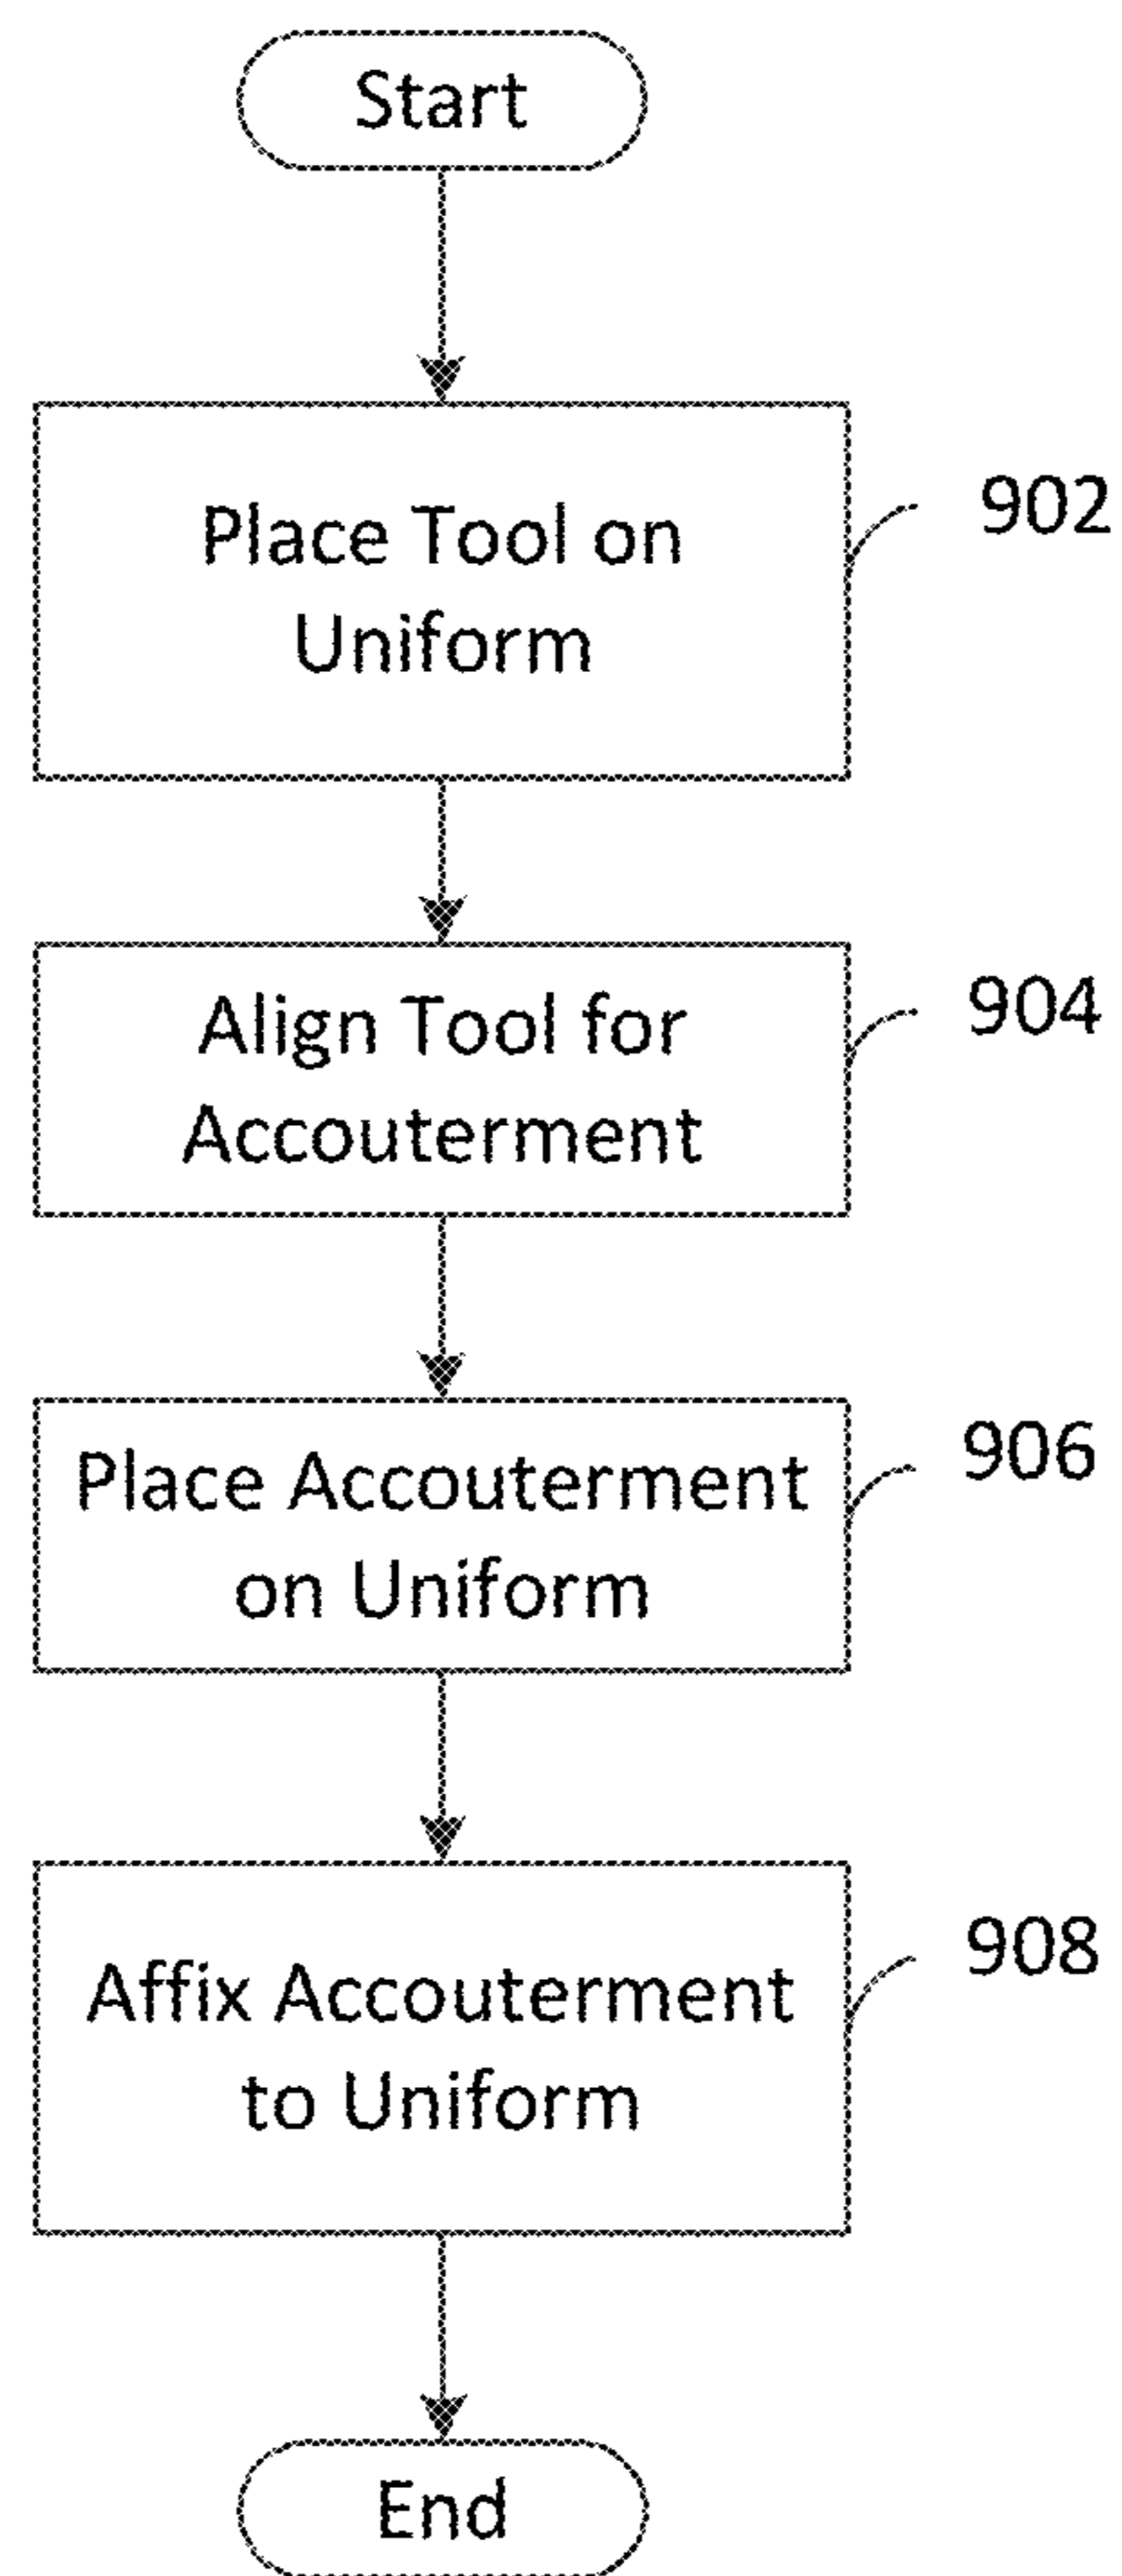 Start
Place Tool on
Uniform
902
Align Tool for
Accouterment
904
Place Accouterment
on Uniform
906
Affix Accouterment
to Uniform
908
End